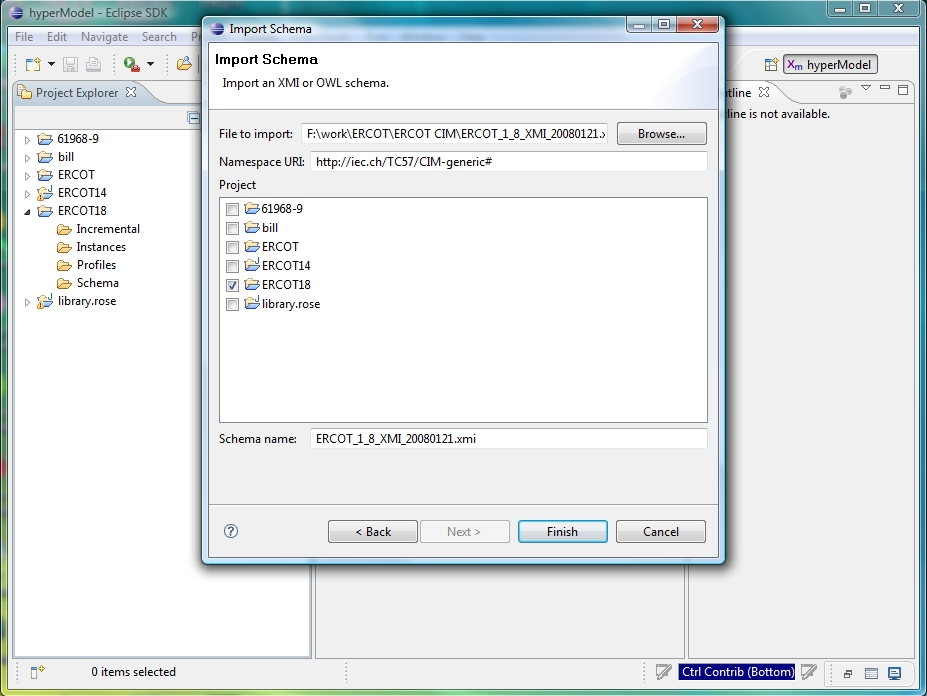 hyperModel - Eclipse SDK
File Edit Navigate Search
Project Explorer
61968-9
bill
ERCOT
ERCOT14
ERCOT18
Incremental
Instances
Profiles
Schema
library.rose
Import Schema
Import Schema
Import an XMI or OWL schema.
File to import: F:\work\ERCOT\ERCOT CIM\ERCOT_1_8_XMI_20080121.x
Browse...
Namespace URI: http://iec.ch/TC57/CIM-generic#
Project
61968-9
bill
ERCOT
ERCOT14
ERCOT18
library.rose
Schema name: ERCOT_1_8_XMI_20080121.xmi
< Back Next > Finish Cancel
hyperModel
tline
line is not available.
0 items selected
Ctrl Contrib (Bottom)